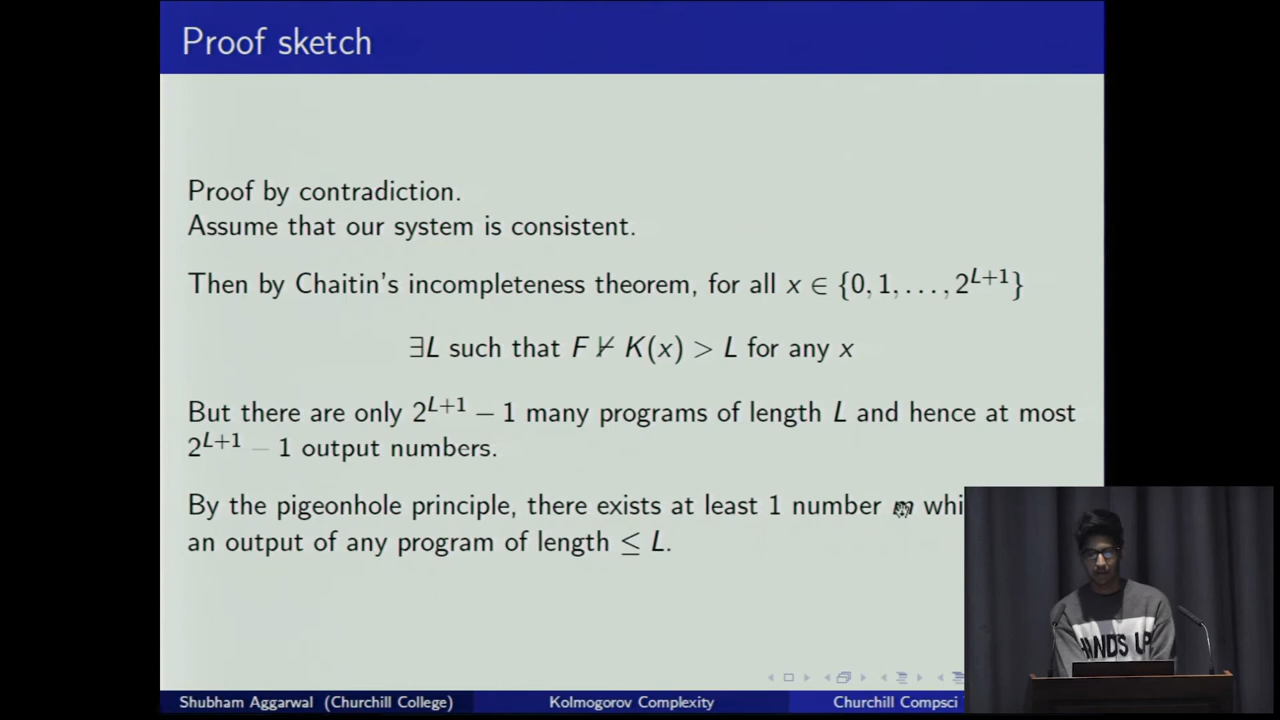 Proof sketch
Proof by contradiction.
Assume that our system is consistent.
Then by Chaitin's incompleteness theorem, for all x ∈ {0, 1, . . . , 2^{L+1}}
∃L such that F ⊬ K(x) > L for any x
But there are only 2^{L+1} − 1 many programs of length L and hence at most
2^{L+1} − 1 output numbers.
By the pigeonhole principle, there exists at least 1 number m whi
an output of any program of length ≤ L.
HANDS UP
Shubham Aggarwal (Churchill College) Kolmogorov Complexity Churchill Compsci